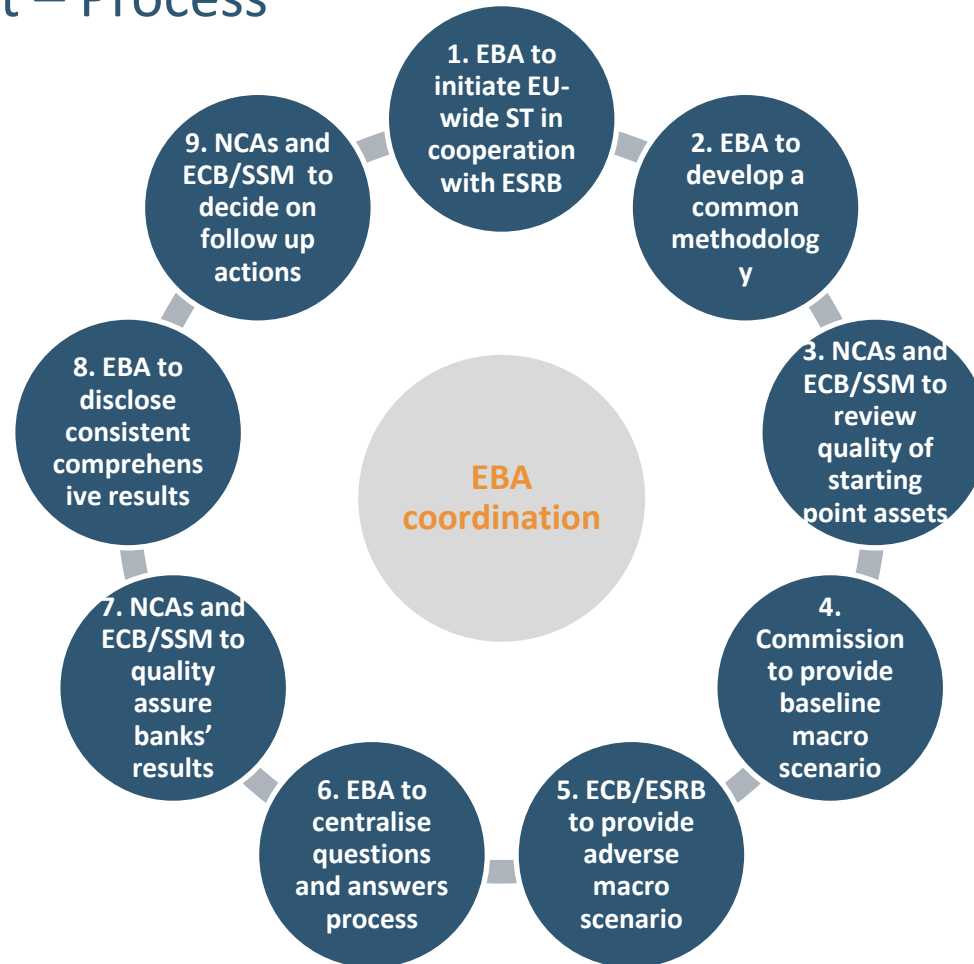 t – Process
1. EBA to
initiate EU-
wide ST in
cooperation
with ESRB
2. EBA to
develop a
common
methodolog
y
3. NCAs and
ECB/SSM to
review
quality of
starting
point assets
4.
Commission
to provide
baseline
macro
scenario
5. ECB/ESRB
to provide
adverse
macro
scenario
6. EBA to
centralise
questions
and answers
process
7. NCAs and
ECB/SSM to
quality
assure
banks’
results
8. EBA to
disclose
consistent
comprehens
ive results
9. NCAs and
ECB/SSM to
decide on
follow up
actions
EBA
coordination